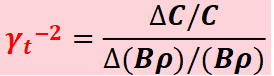 γₜ⁻² = (ΔC/C) / (Δ(Bρ)/(Bρ))